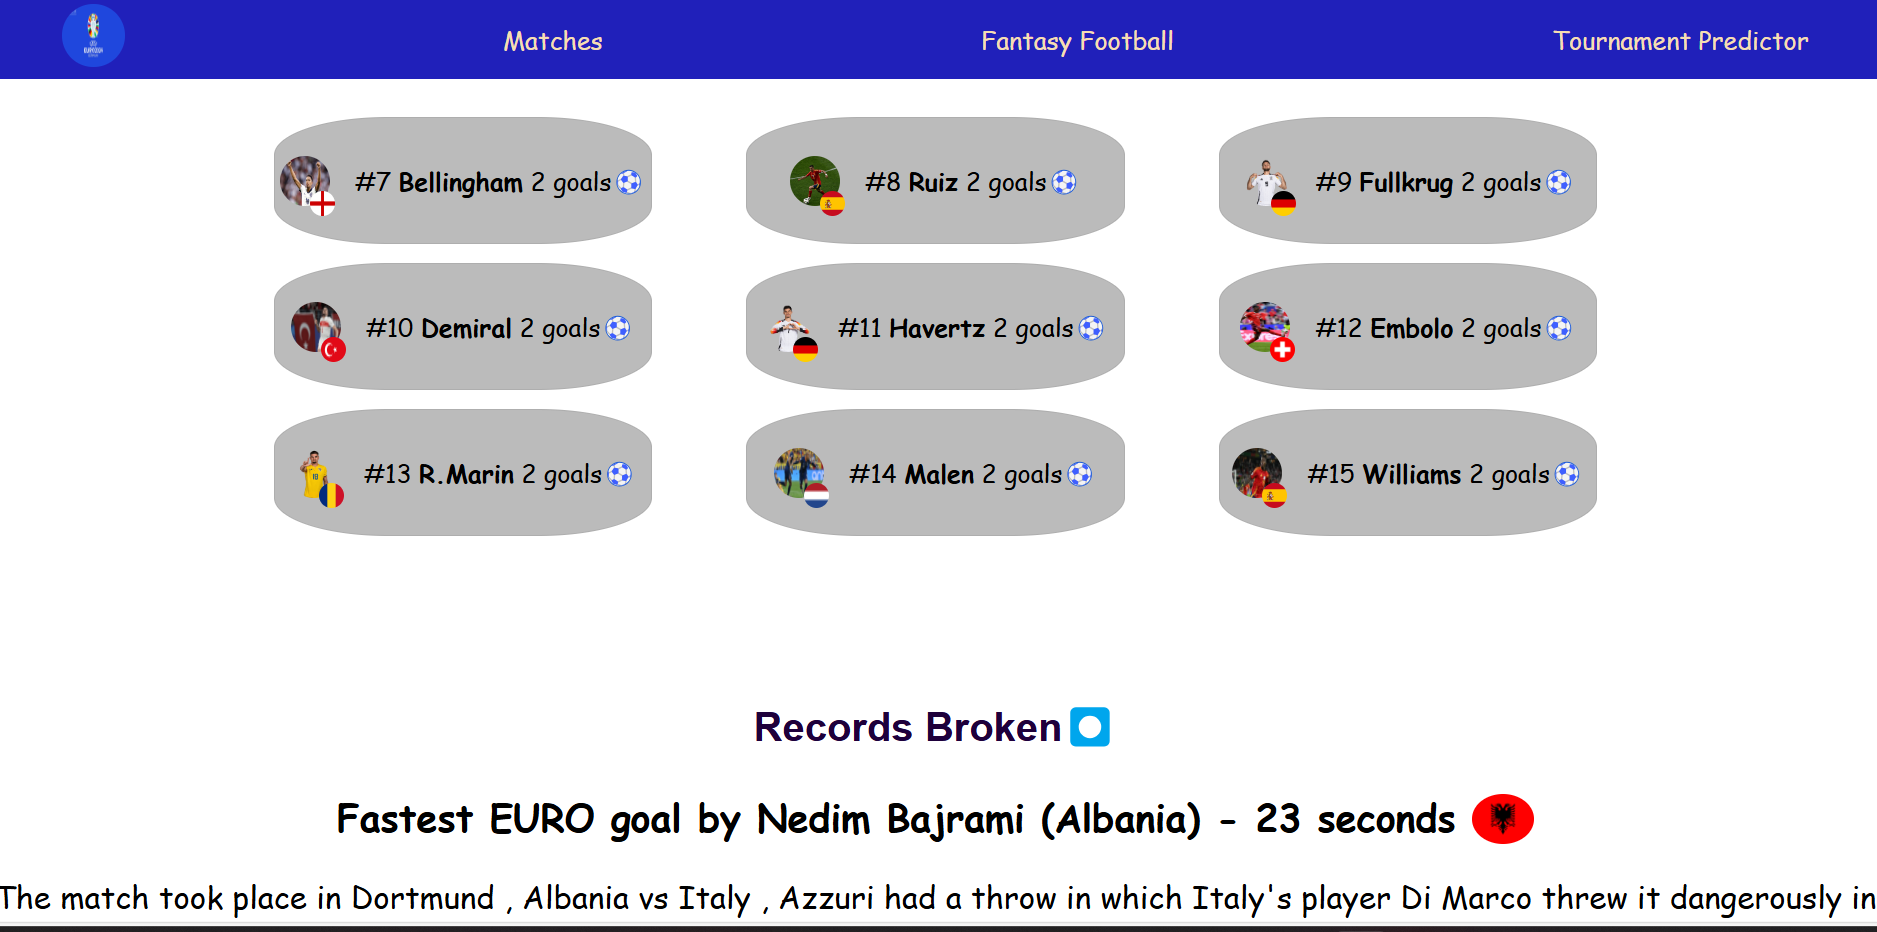 Matches
Fantasy Football
Tournament Predictor
#7 Bellingham 2 goals
#8 Ruiz 2 goals
#9 Fullkrug 2 goals
#10 Demiral 2 goals
#11 Havertz 2 goals
#12 Embolo 2 goals
#13 R.Marin 2 goals
#14 Malen 2 goals
#15 Williams 2 goals
Records Broken
Fastest EURO goal by Nedim Bajrami (Albania) - 23 seconds
The match took place in Dortmund , Albania vs Italy , Azzuri had a throw in which Italy's player Di Marco threw it dangerously in